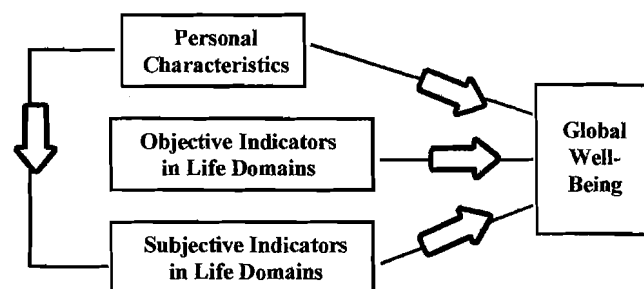 Personal
Characteristics
Objective Indicators
in Life Domains
Subjective Indicators
in Life Domains
Global
Well-
Being